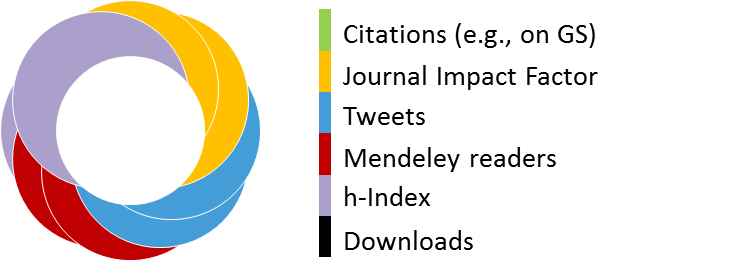 Citations (e.g., on GS)
Journal Impact Factor
Tweets
Mendeley readers
h-Index
Downloads